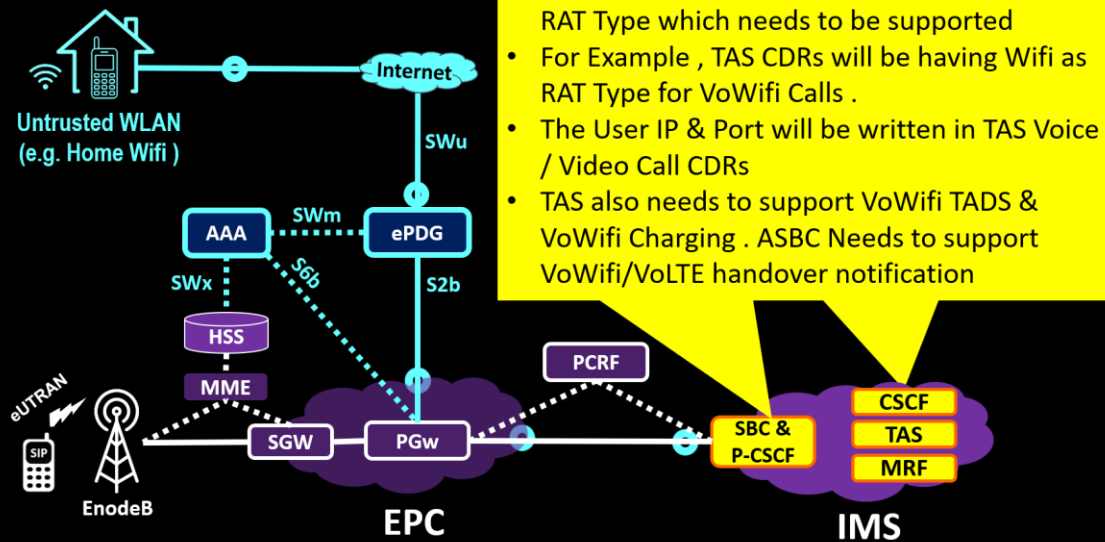 RAT Type which needs to be supported
• For Example , TAS CDRs will be having Wifi as
RAT Type for VoWifi Calls .
• The User IP & Port will be written in TAS Voice
/ Video Call CDRs
• TAS also needs to support VoWifi TADS &
VoWifi Charging . ASBC Needs to support
VoWifi/VoLTE handover notification
Internet
Untrusted WLAN
(e.g. Home Wifi )
SWu
SWm
AAA
ePDG
S6b
SWx
S2b
HSS
MME
PCRF
eUTRAN
SIP
EnodeB
SGW
PGw
SBC &
P-CSCF
CSCF
TAS
MRF
EPC
IMS